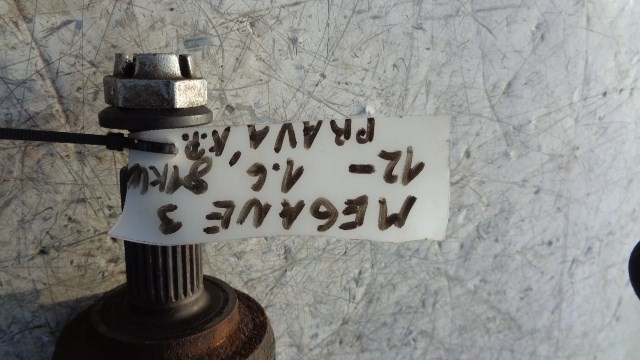 MEGANE 3
12- 1.6, 81KW
PRAVA A.P.